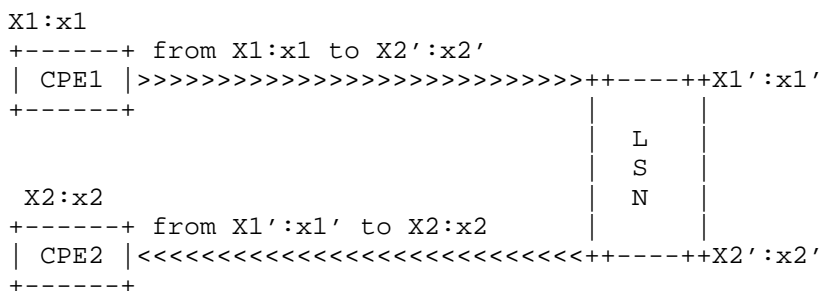 X1:x1
+------+ from X1:x1 to X2':x2'
| CPE1 |>>>>>>>>>>>>>>>>>>>>>>>>>>>>>++----++X1':x1'
+------+                              |    |
                                      |  L |
                                      |  S |
 X2:x2                                |  N |
+------+ from X1':x1' to X2:x2        |    |
| CPE2 |<<<<<<<<<<<<<<<<<<<<<<<<<<<<<++----++X2':x2'
+------+